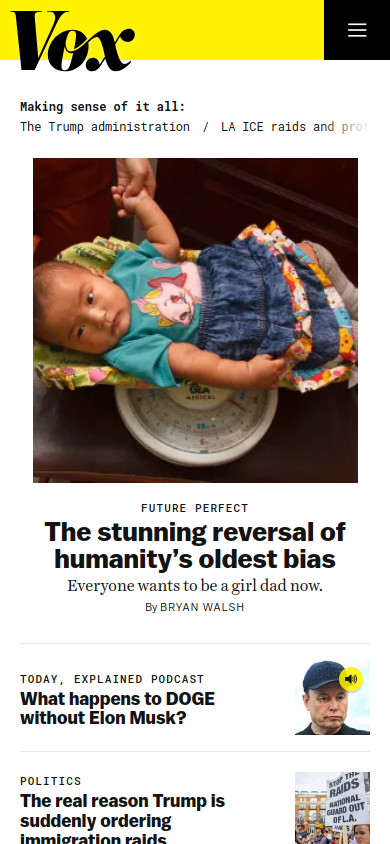 Vox
Making sense of it all:
The Trump administration / LA ICE raids and prot
MEDICAL
FUTURE PERFECT
The stunning reversal of
humanity’s oldest bias
Everyone wants to be a girl dad now.
By BRYAN WALSH
TODAY, EXPLAINED PODCAST
What happens to DOGE
without Elon Musk?
POLITICS
The real reason Trump is
suddenly ordering
immigration raids
STOP THE
RAIDS
NATIONAL
GUARD
OUT OF L.A.